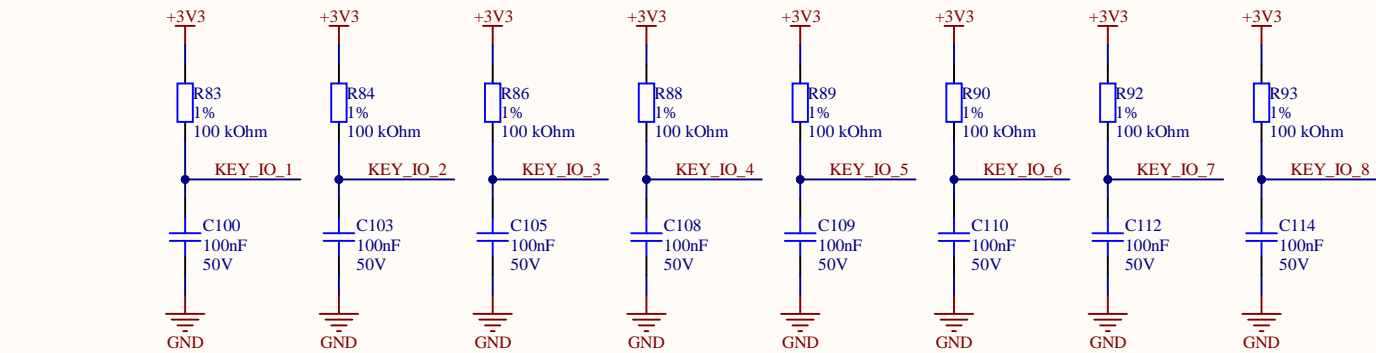 +3V3 +3V3 +3V3 +3V3 +3V3 +3V3 +3V3 +3V3
R83 R84 R86 R88 R89 R90 R92 R93
1% 1% 1% 1% 1% 1% 1% 1%
100 kOhm 100 kOhm 100 kOhm 100 kOhm 100 kOhm 100 kOhm 100 kOhm 100 kOhm
KEY_IO_1 KEY_IO_2 KEY_IO_3 KEY_IO_4 KEY_IO_5 KEY_IO_6 KEY_IO_7 KEY_IO_8
C100 C103 C105 C108 C109 C110 C112 C114
100nF 100nF 100nF 100nF 100nF 100nF 100nF 100nF
50V 50V 50V 50V 50V 50V 50V 50V
GND GND GND GND GND GND GND GND